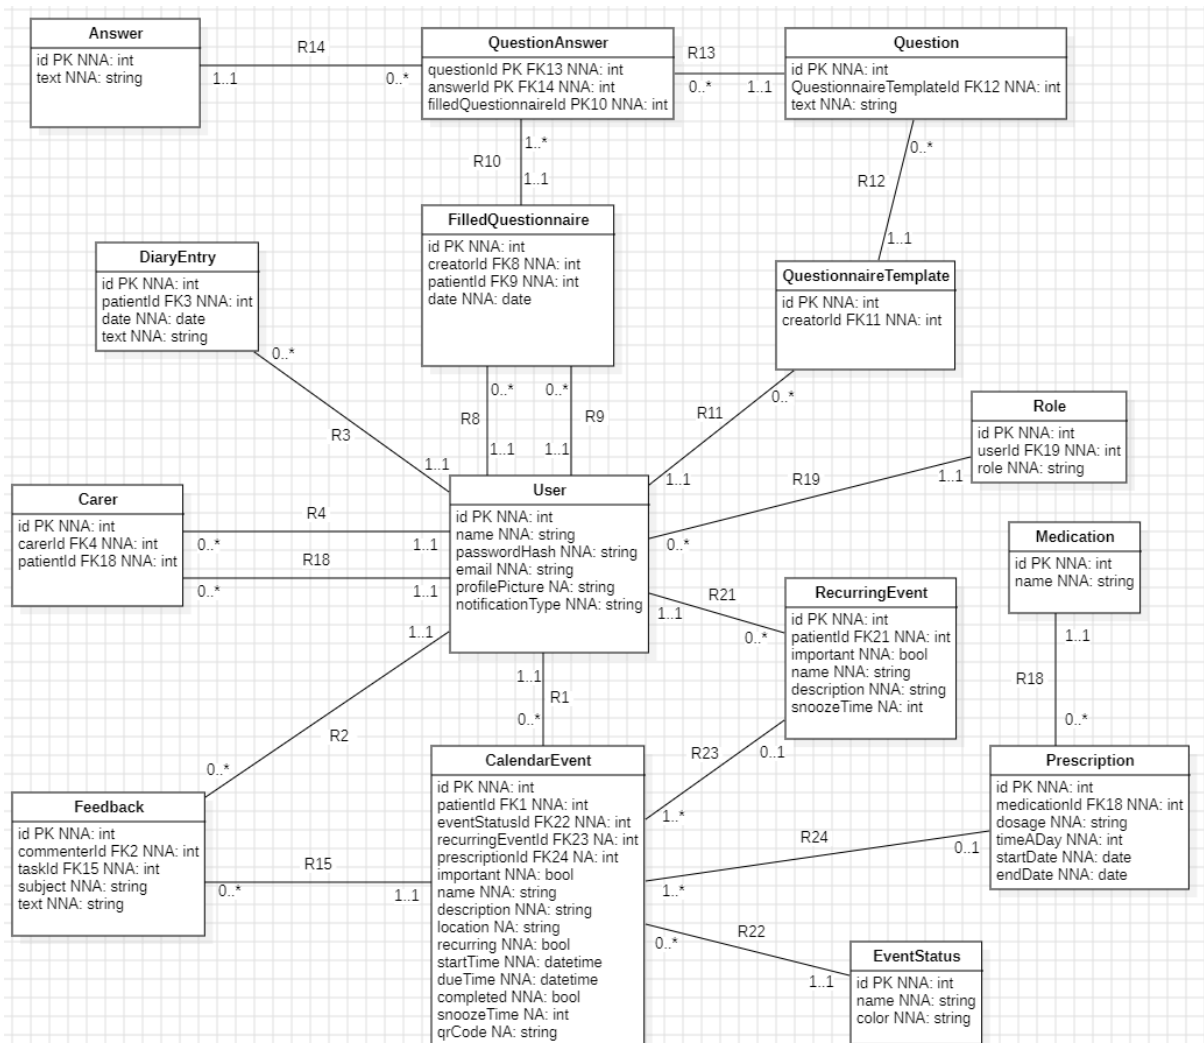 Answer
id PK NNA: int
text NNA: string
R14
1..1
0..*
QuestionAnswer
questionId PK FK13 NNA: int
answerId PK FK14 NNA: int
filledQuestionnaireId PK10 NNA: int
R13
0..*
1..1
Question
id PK NNA: int
QuestionnaireTemplateId FK12 NNA: int
text NNA: string
1..*
R10
1..1
0..*
R12
1..1
FilledQuestionnaire
id PK NNA: int
creatorId FK8 NNA: int
patientId FK9 NNA: int
date NNA: date
DiaryEntry
id PK NNA: int
patientId FK3 NNA: int
date NNA: date
text NNA: string
QuestionnaireTemplate
id PK NNA: int
creatorId FK11 NNA: int
0..*
R3
1..1
0..*
R8
1..1
0..*
R9
1..1
0..*
R11
1..1
Role
id PK NNA: int
userId FK19 NNA: int
role NNA: string
1..1
R19
0..*
Carer
id PK NNA: int
carerId FK4 NNA: int
patientId FK18 NNA: int
R4
0..*
1..1
R18
0..*
1..1
User
id PK NNA: int
name NNA: string
passwordHash NNA: string
email NNA: string
profilePicture NA: string
notificationType NNA: string
Medication
id PK NNA: int
name NNA: string
R21
1..1
0..*
RecurringEvent
id PK NNA: int
patientId FK21 NNA: int
important NNA: bool
name NNA: string
description NNA: string
snoozeTime NA: int
1..1
R18
0..*
1..1
R2
0..*
1..1
R1
0..*
R23
0..1
1..*
CalendarEvent
id PK NNA: int
patientId FK1 NNA: int
eventStatusId FK22 NNA: int
recurringEventId FK23 NA: int
prescriptionId FK24 NA: int
important NNA: bool
name NNA: string
description NNA: string
location NA: string
recurring NNA: bool
startTime NNA: datetime
dueTime NNA: datetime
completed NNA: bool
snoozeTime NA: int
qrCode NA: string
Prescription
id PK NNA: int
medicationId FK18 NNA: int
dosage NNA: string
timeADay NNA: int
startDate NNA: date
endDate NNA: date
Feedback
id PK NNA: int
commenterId FK2 NNA: int
taskId FK15 NNA: int
subject NNA: string
text NNA: string
R15
0..*
1..1
R24
0..1
1..*
R22
0..*
1..1
EventStatus
id PK NNA: int
name NNA: string
color NNA: string